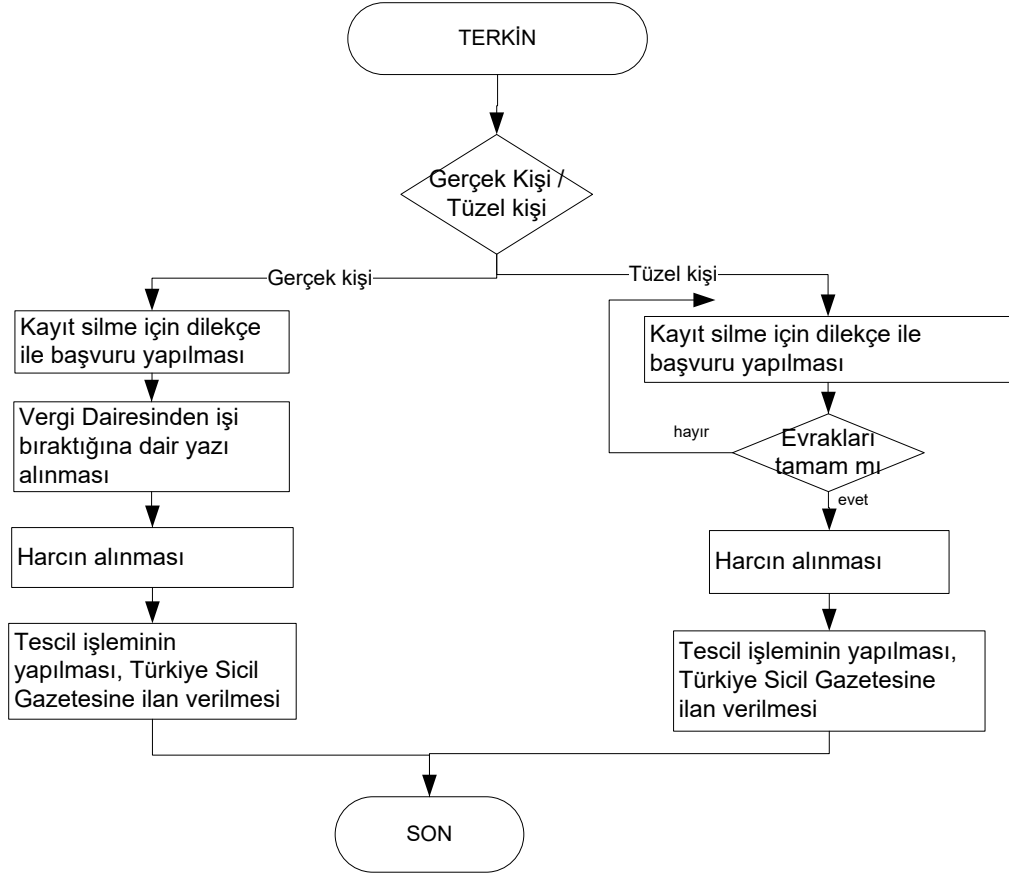 TERKİN
Gerçek Kişi /
Tüzel kişi
Gerçek kişi
Tüzel kişi
Kayıt silme için dilekçe
ile başvuru yapılması
Vergi Dairesinden işi
bıraktığına dair yazı
alınması
Harcın alınması
Tescil işleminin
yapılması, Türkiye Sicil
Gazetesine ilan verilmesi
Kayıt silme için dilekçe ile
başvuru yapılması
hayır
Evrakları
tamam mı
evet
Harcın alınması
Tescil işleminin yapılması,
Türkiye Sicil Gazetesine
ilan verilmesi
SON